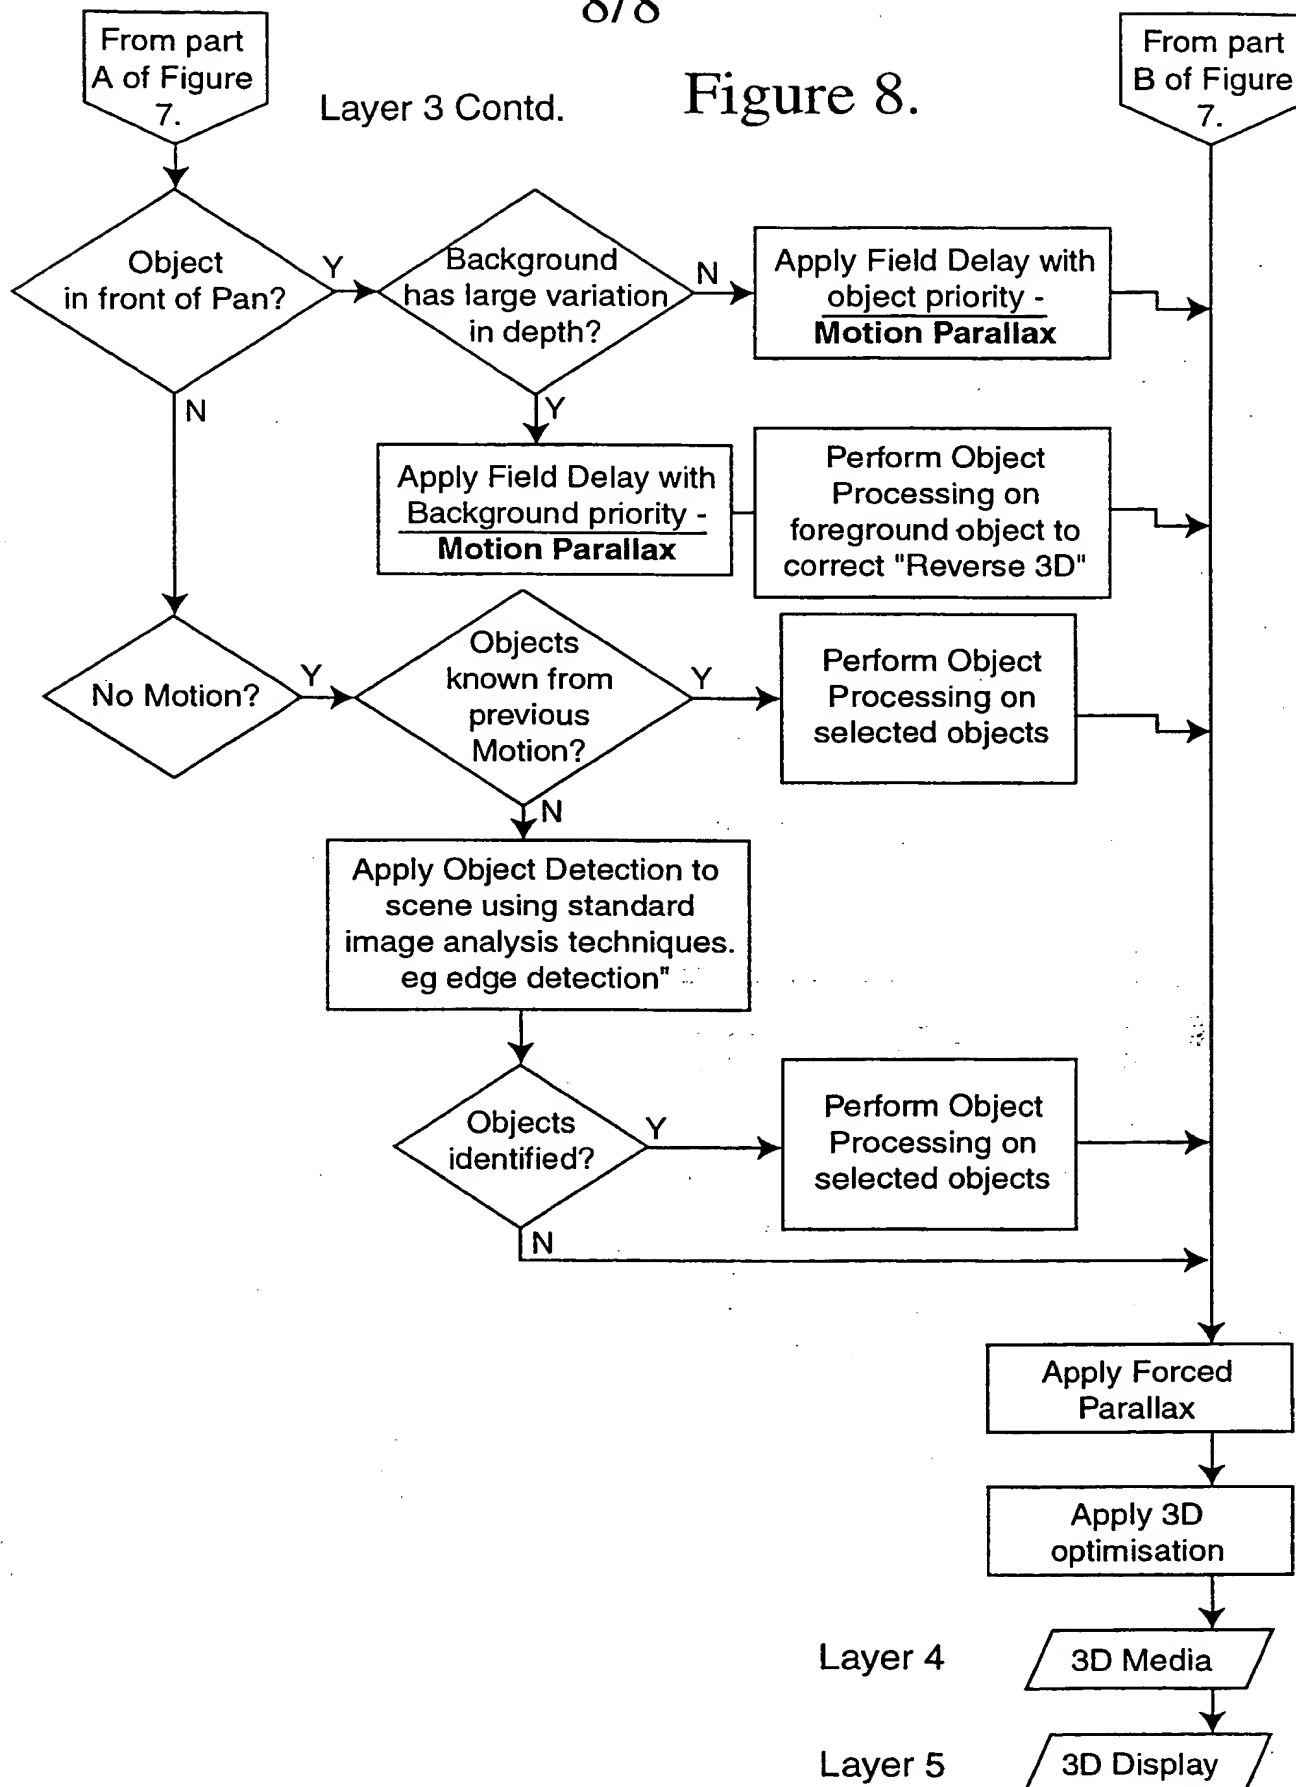 8/8
From part
A of Figure
7.
Layer 3 Contd.
Figure 8.
From part
B of Figure
7.
Object
in front of Pan?
Y
Background
has large variation
in depth?
N
Apply Field Delay with
object priority -
Motion Parallax
N
Y
Apply Field Delay with
Background priority -
Motion Parallax
Perform Object
Processing on
foreground object to
correct "Reverse 3D"
No Motion?
Y
Objects
known from
previous
Motion?
Y
Perform Object
Processing on
selected objects
N
Apply Object Detection to
scene using standard
image analysis techniques.
eg edge detection"
Objects
identified?
Y
Perform Object
Processing on
selected objects
N
Apply Forced
Parallax
Apply 3D
optimisation
Layer 4
3D Media
Layer 5
3D Display